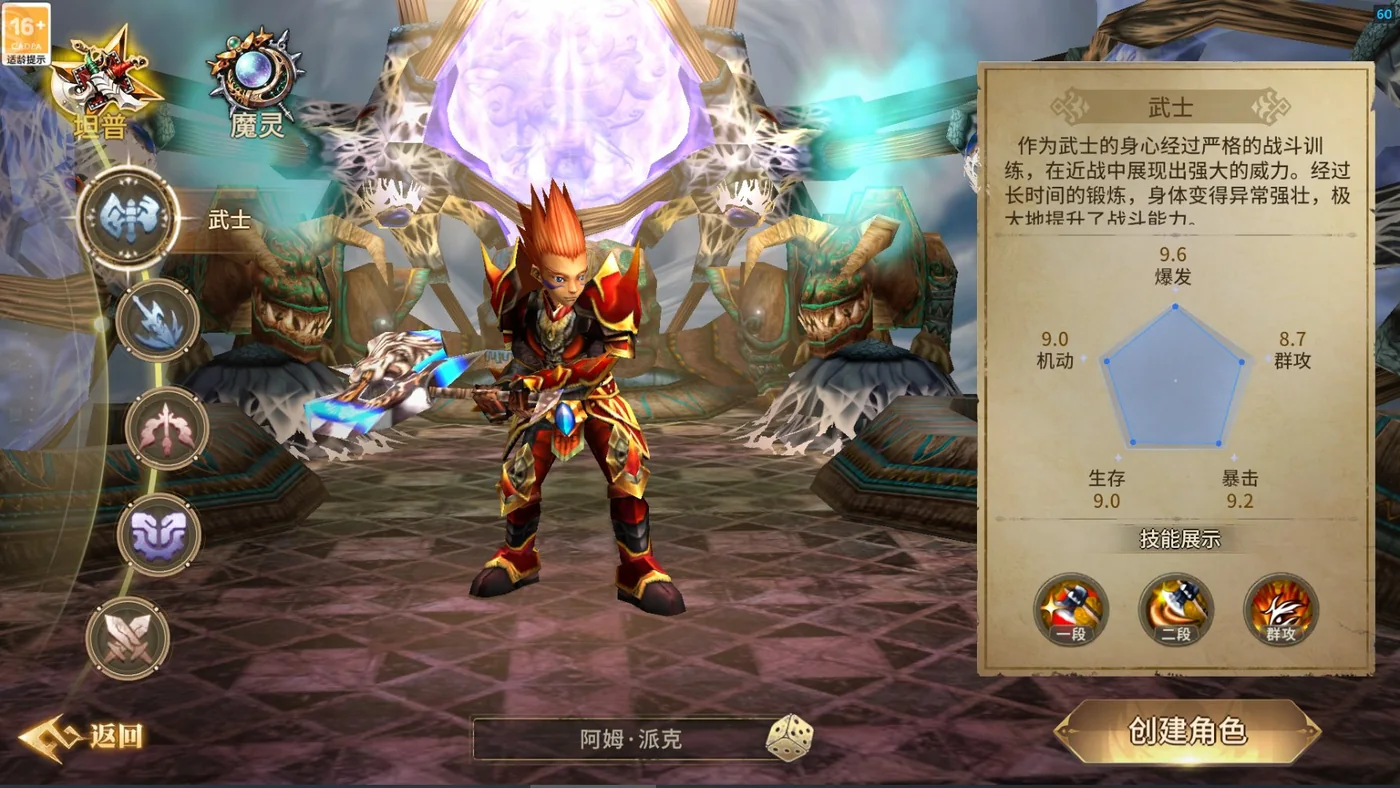 16+
CADPA
适龄提示
60
坦普
魔灵
武士
武士
作为武士的身心经过严格的战斗训
练，在近战中展现出强大的威力。经过
长时间的锻炼，身体变得异常强壮，极
大地提升了战斗能力。
9.6
爆发
9.0
机动
8.7
群攻
生存
9.0
暴击
9.2
技能展示
一段
二段
群攻
返回
阿姆·派克
创建角色